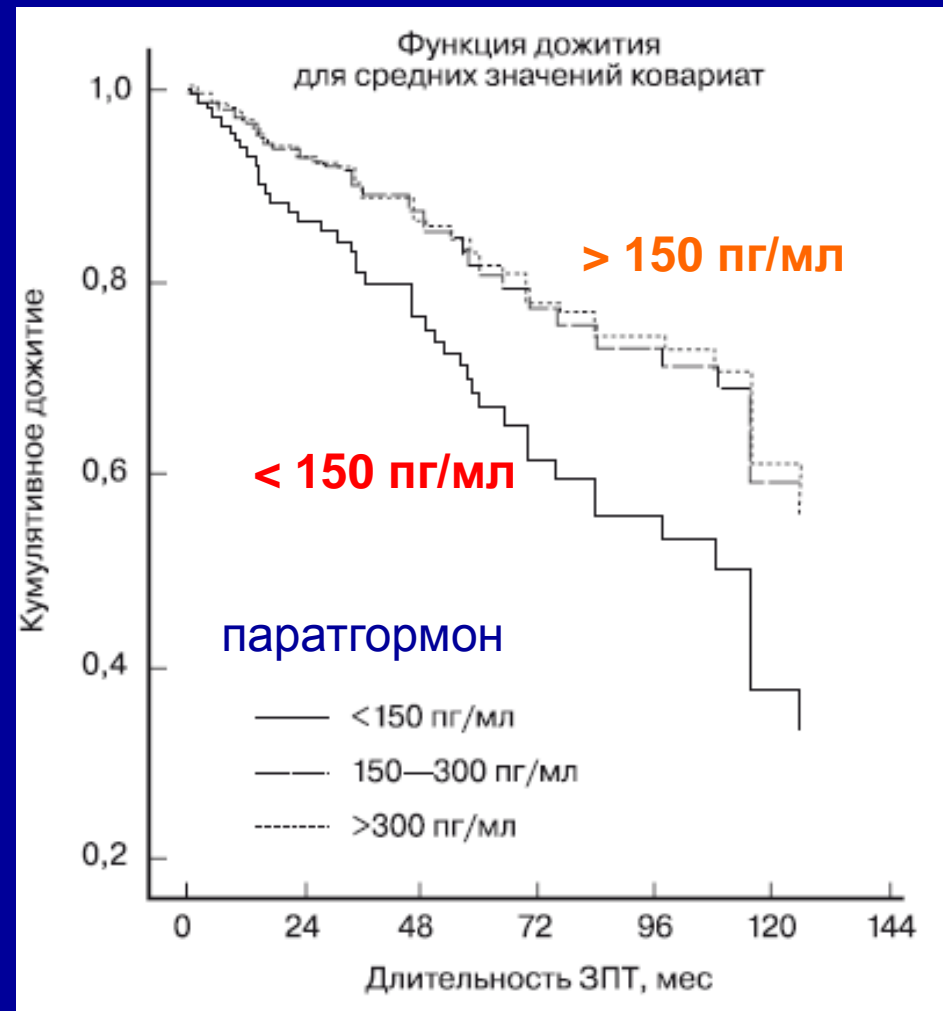 Функция дожития
для средних значений ковариат
Кумулятивное дожитие
1,0
0,8
0,6
0,4
0,2
> 150 пг/мл
< 150 пг/мл
паратгормон
<150 пг/мл
150—300 пг/мл
>300 пг/мл
0 24 48 72 96 120 144
Длительность ЗПТ, мес